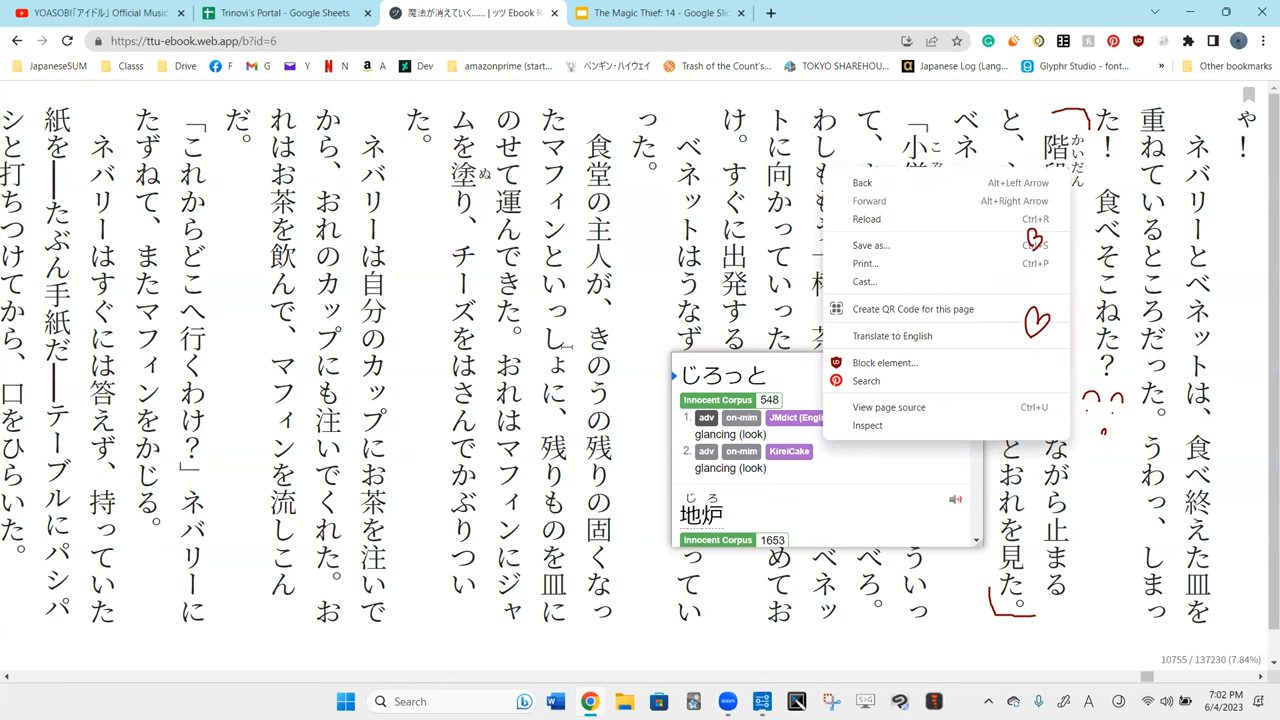 YOASOBI「アイドル」 Official Music
Trinovi's Portal - Google Sheets
魔法が消えていく…… | ッツ Ebook R
The Magic Thief: 14 - Google Slic
https://ttu-ebook.web.app/b?id=6
JapaneseSUM
Classs
Drive
F
G
Y
N
A
Dev
amazonprime (start...
ペンギン・ハイウェイ
Trash of the Count's...
TOKYO SHAREHOU...
Japanese Log (Lang...
Glyphr Studio - font...
Other bookmarks
ゃ！
ネバリーとベネットは、食べ終えた皿を
重ねているところだった。うわっ、しまっ
た！　食べそこねた？
階段 ながら止まる
かいだん
と、 とおれを見た。
ベネ
「小 ういっ
こぞ
て、 べろ。
わしももう一杯 ベネッ
トに向かっていった めてお
け。すぐに出発する
ベネットはうなず ってい
った。
食堂の主人が、きのうの残りの固くなっ
たマフィンといっしょに、残りものを皿に
のせて運んできた。おれはマフィンにジャ
ムを塗り、チーズをはさんでかぶりつい
ぬ
た。
ネバリーは自分のカップにお茶を注いで
から、おれのカップにも注いでくれた。お
れはお茶を飲んで、マフィンを流しこん
だ。
「これからどこへ行くわけ？」ネバリーに
たずねて、またマフィンをかじる。
ネバリーはすぐには答えず、持っていた
紙を――たぶん手紙だ――テーブルにパシパ
シと打ちつけてから、口をひらいた。
Back Alt+Left Arrow
Forward Alt+Right Arrow
Reload Ctrl+R
Save as...
Print... Ctrl+P
Cast...
Create QR Code for this page
Translate to English
Block element...
Search
View page source Ctrl+U
Inspect
じろっと
Innocent Corpus 548
1. adv on-mim JMdict (Engli
glancing (look)
2. adv on-mim KireiCake
glancing (look)
じろ
地炉
Innocent Corpus 1653
10755 / 137230 (7.84%)
Search
7:02 PM
6/4/2023